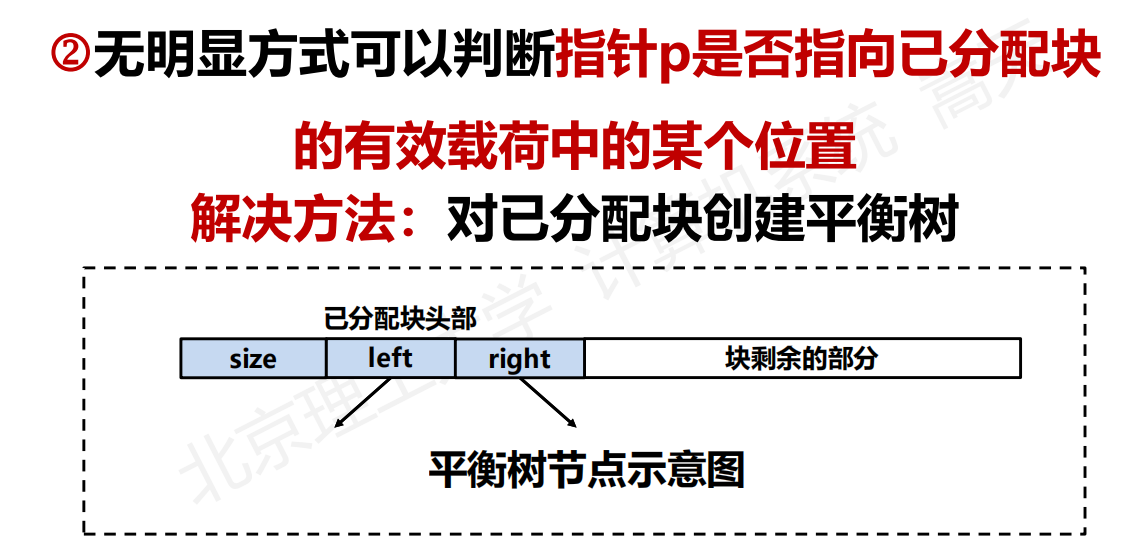 ②无明显方式可以判断指针p是否指向已分配块
的有效载荷中的某个位置
解决方法：对已分配块创建平衡树
已分配块头部
size left right 块剩余的部分
平衡树节点示意图
北京理工大学 计算机系统 高天